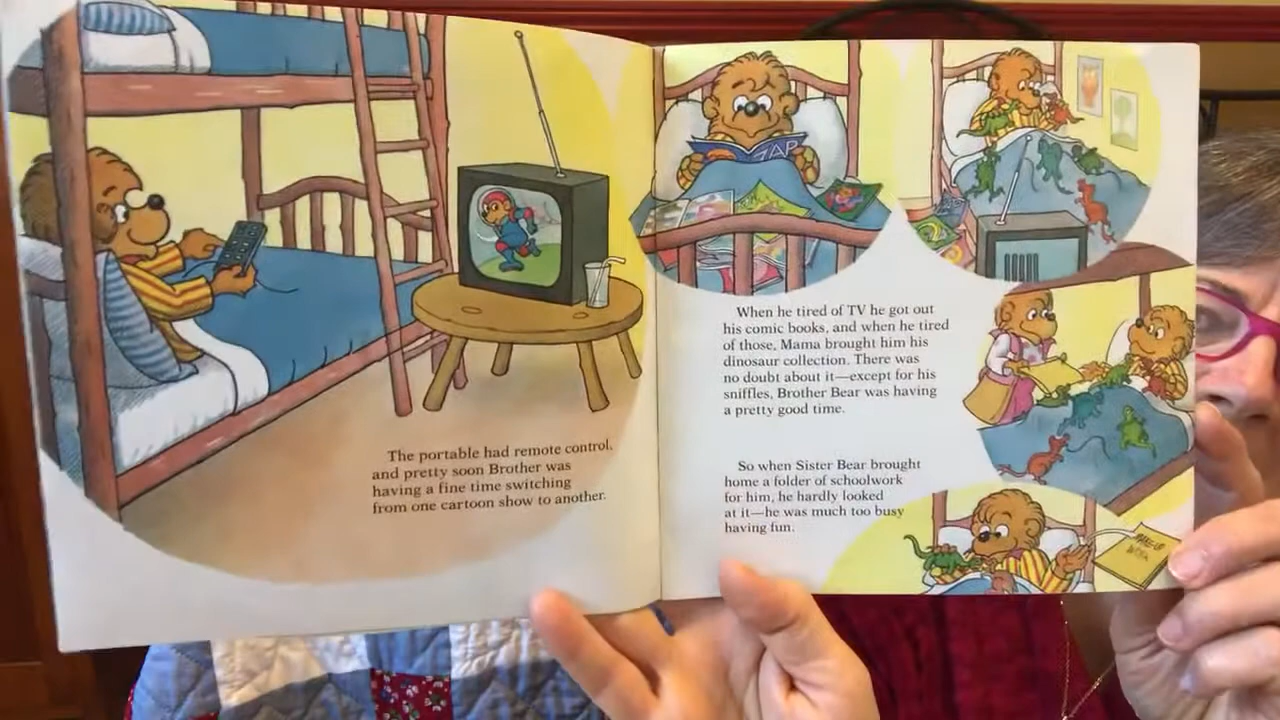 The portable had remote control,
and pretty soon Brother was
having a fine time switching
from one cartoon show to another.
ZAP
When he tired of TV he got out
his comic books, and when he tired
of those, Mama brought him his
dinosaur collection. There was
no doubt about it—except for his
sniffles, Brother Bear was having
a pretty good time.
So when Sister Bear brought
home a folder of schoolwork
for him, he hardly looked
at it—he was much too busy
having fun.
MAKE-UP
WORK